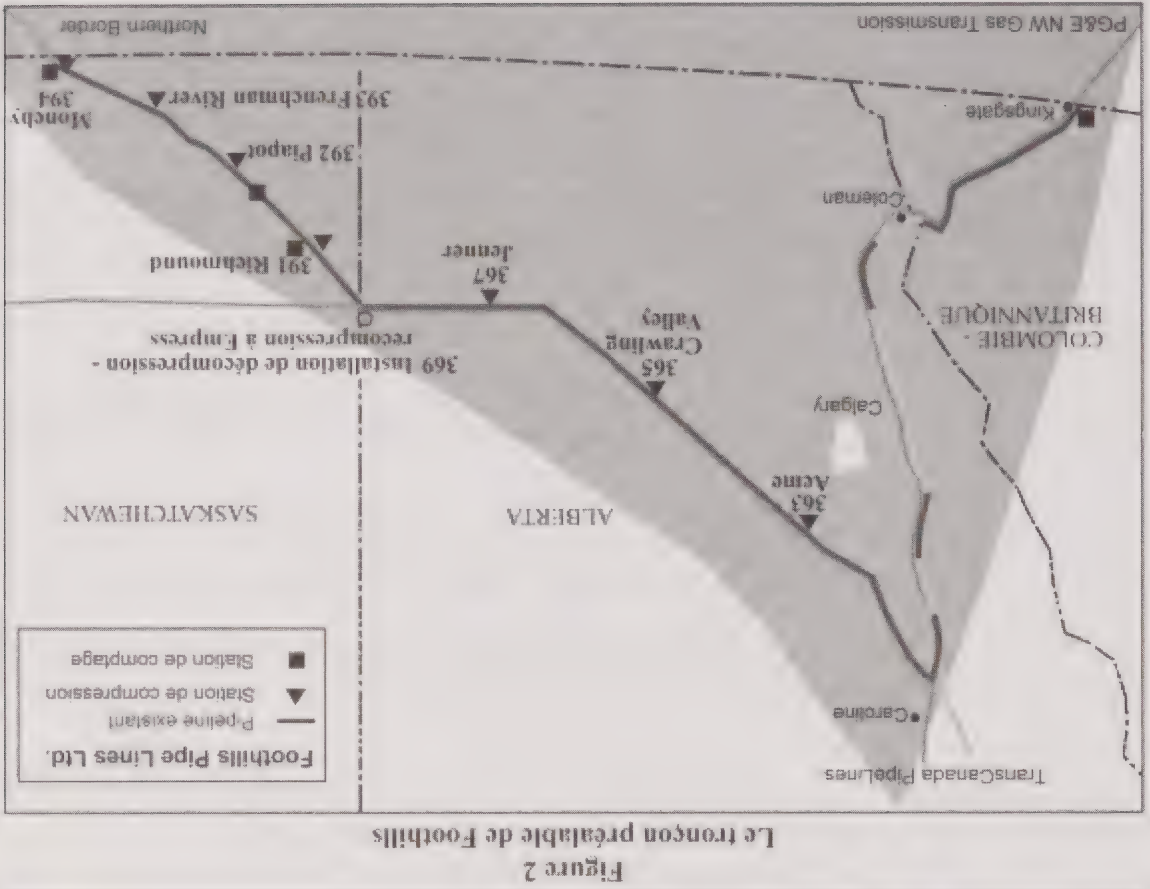 Figure 2
Le tronçon préalable de Foothills
TransCanada PipeLines
Caroline
Foothills Pipe Lines Ltd.
Pipeline existant
Station de compression
Station de comptage
363
Acme
ALBERTA
SASKATCHEWAN
Calgary
365
Crawling
Valley
369 Installation de décompression -
recompression à Empress
COLOMBIE -
BRITANNIQUE
367
Jenner
391 Richmound
Coleman
392 Piapot
Kingsgate
393 Frenchman River
Monchy
394
PG&E NW Gas Transmission
Northern Border